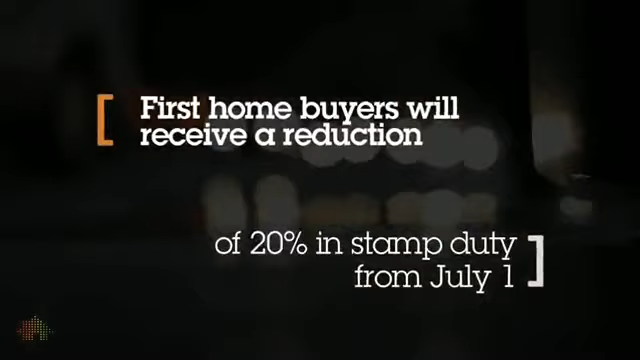 First home buyers will
receive a reduction
of 20% in stamp duty
from July 1